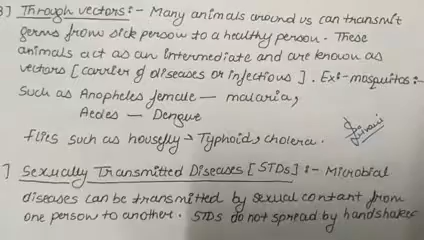 3) Through vectors:- Many animals around us can transmit
germs from sick person to a healthy person. These
animals act as an intermediate and are known as
vectors [carrier of diseases or infectious]. Ex:- mosquitos:-
Such as Anopheles female — malaria,
Aedes — Dengue
flies such as housefly → Typhoid, cholera.
] Sexually Transmitted Diseases [STDs] :- Microbial
diseases can be transmitted by sexual contant from
one person to another. STDs do not spread by handshakes